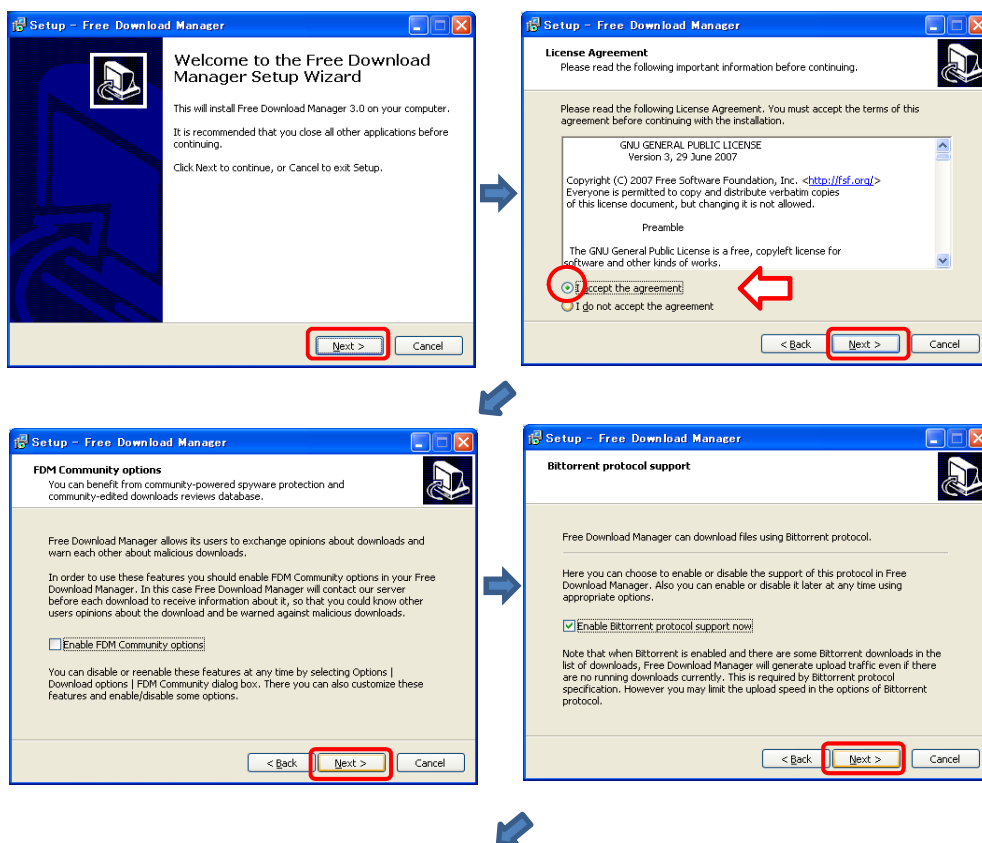 Setup - Free Download Manager
Welcome to the Free Download
Manager Setup Wizard
This will install Free Download Manager 3.0 on your computer.
It is recommended that you close all other applications before
continuing.
Click Next to continue, or Cancel to exit Setup.
Next >
Cancel
Setup - Free Download Manager
License Agreement
Please read the following important information before continuing.
Please read the following License Agreement. You must accept the terms of this
agreement before continuing with the installation.
GNU GENERAL PUBLIC LICENSE
Version 3, 29 June 2007
Copyright (C) 2007 Free Software Foundation, Inc. <http://fsf.org/>
Everyone is permitted to copy and distribute verbatim copies
of this license document, but changing it is not allowed.
Preamble
The GNU General Public License is a free, copyleft license for
software and other kinds of works.
I accept the agreement
I do not accept the agreement
< Back
Next >
Cancel
Setup - Free Download Manager
FDM Community options
You can benefit from community-powered spyware protection and
community-edited downloads reviews database.
Free Download Manager allows its users to exchange opinions about downloads and
warn each other about malicious downloads.
In order to use these features you should enable FDM Community options in your Free
Download Manager. In this case Free Download Manager will contact our server
before each download to receive information about it, so that you could know other
users opinions about the download and be warned against malicious downloads.
Enable FDM Community options
You can disable or reenable these features at any time by selecting Options |
Download options | FDM Community dialog box. There you can also customize these
features and enable/disable some options.
< Back
Next >
Cancel
Setup - Free Download Manager
Bittorrent protocol support
Free Download Manager can download files using Bittorrent protocol.
Here you can choose to enable or disable the support of this protocol in Free
Download Manager. Also you can enable or disable it later at any time using
appropriate options.
Enable Bittorrent protocol support now
Note that when Bittorrent is enabled and there are some Bittorrent downloads in the
list of downloads, Free Download Manager will generate upload traffic even if there
are no running downloads currently. This is required by Bittorrent protocol
specification. However you may limit the upload speed in the options of Bittorrent
protocol.
< Back
Next >
Cancel